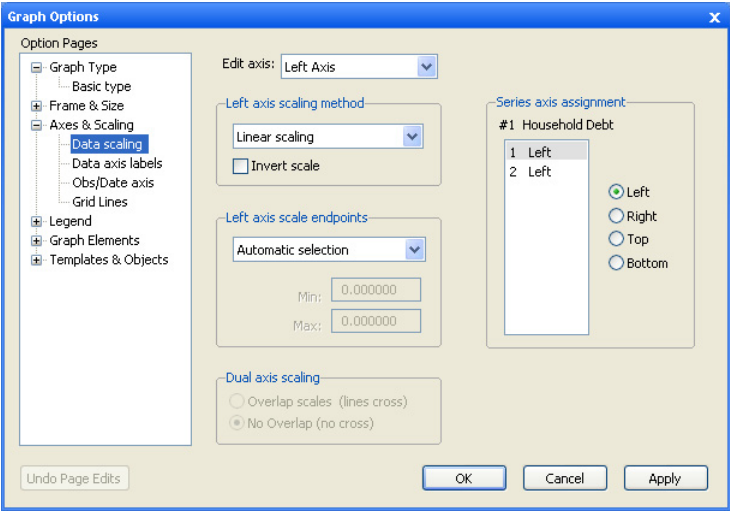 Graph Options
x
Option Pages
Graph Type
Basic type
Frame & Size
Axes & Scaling
Data scaling
Data axis labels
Obs/Date axis
Grid Lines
Legend
Graph Elements
Templates & Objects
Edit axis: Left Axis
Left axis scaling method
Linear scaling
Invert scale
Left axis scale endpoints
Automatic selection
Min: 0.000000
Max: 0.000000
Dual axis scaling
Overlap scales (lines cross)
No Overlap (no cross)
Series axis assignment
#1 Household Debt
1 Left
2 Left
Left
Right
Top
Bottom
Undo Page Edits
OK
Cancel
Apply